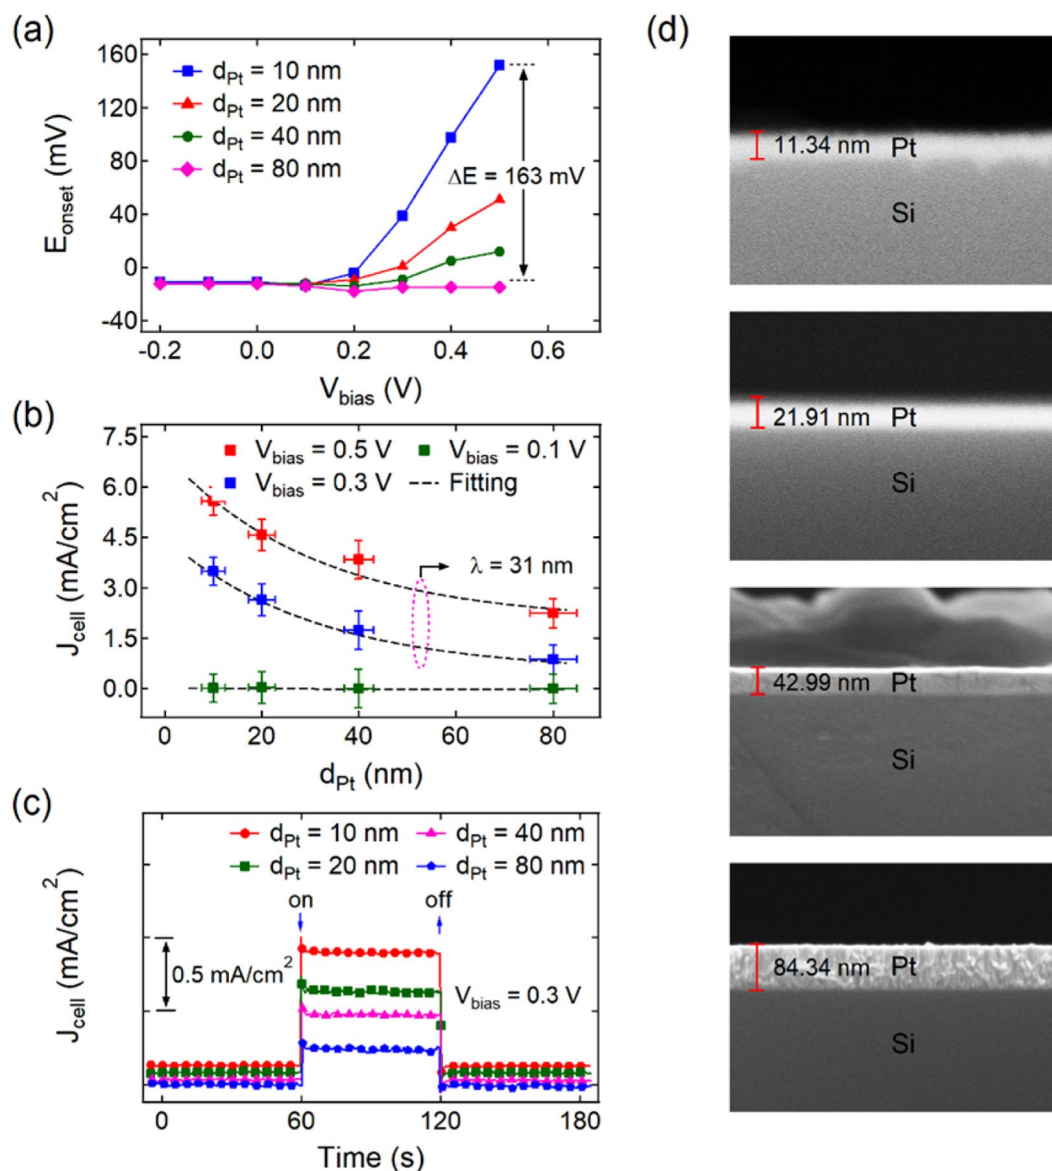 (a)
160
120
80
40
0
-40
E_onset (mV)
d_Pt = 10 nm
d_Pt = 20 nm
d_Pt = 40 nm
d_Pt = 80 nm
ΔE = 163 mV
-0.2 0.0 0.2 0.4 0.6
V_bias (V)
(b)
7.5
6.0
4.5
3.0
1.5
0.0
J_cell (mA/cm²)
V_bias = 0.5 V V_bias = 0.1 V
V_bias = 0.3 V Fitting
λ = 31 nm
0 20 40 60 80
d_Pt (nm)
(c)
J_cell (mA/cm²)
d_Pt = 10 nm d_Pt = 40 nm
d_Pt = 20 nm d_Pt = 80 nm
on off
0.5 mA/cm²
V_bias = 0.3 V
0 60 120 180
Time (s)
(d)
11.34 nm Pt
Si
21.91 nm Pt
Si
42.99 nm Pt
Si
84.34 nm Pt
Si